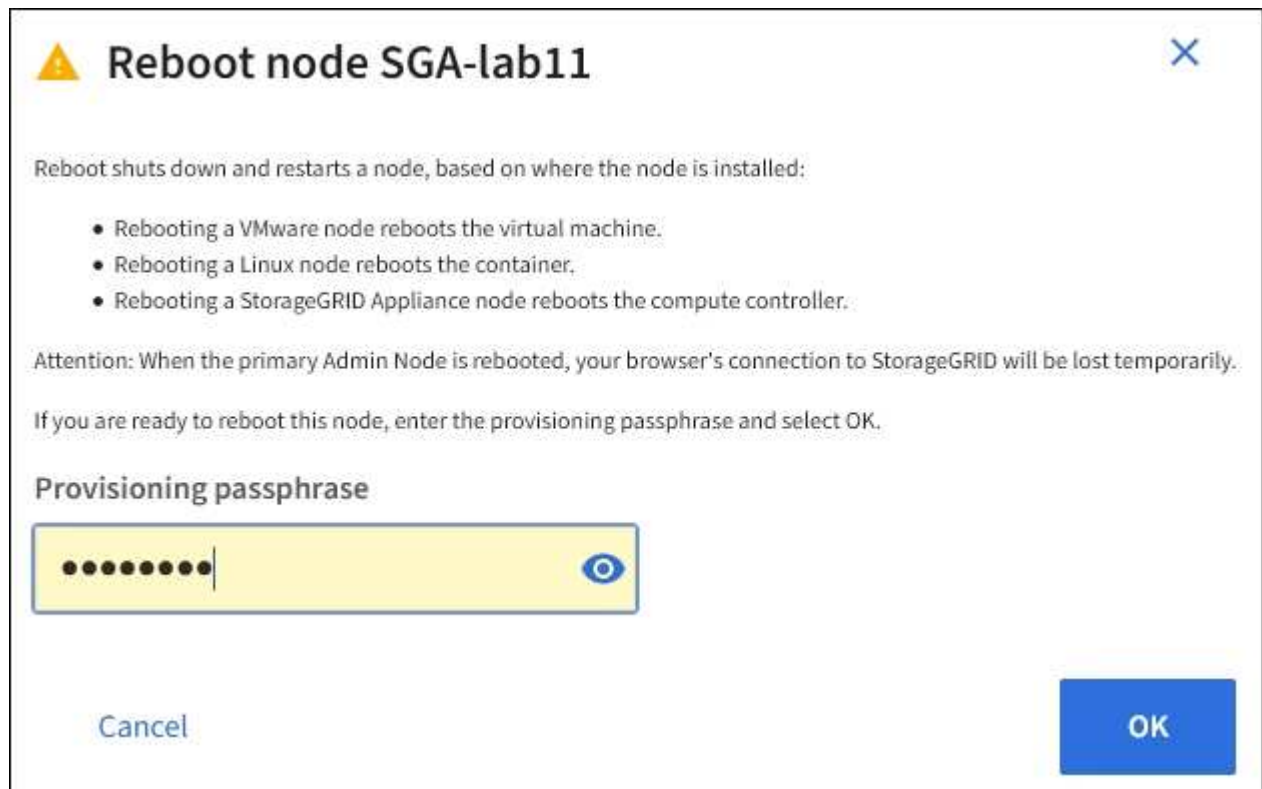 Reboot node SGA-lab11
Reboot shuts down and restarts a node, based on where the node is installed:
• Rebooting a VMware node reboots the virtual machine.
• Rebooting a Linux node reboots the container.
• Rebooting a StorageGRID Appliance node reboots the compute controller.
Attention: When the primary Admin Node is rebooted, your browser's connection to StorageGRID will be lost temporarily.
If you are ready to reboot this node, enter the provisioning passphrase and select OK.
Provisioning passphrase
••••••••
Cancel
OK